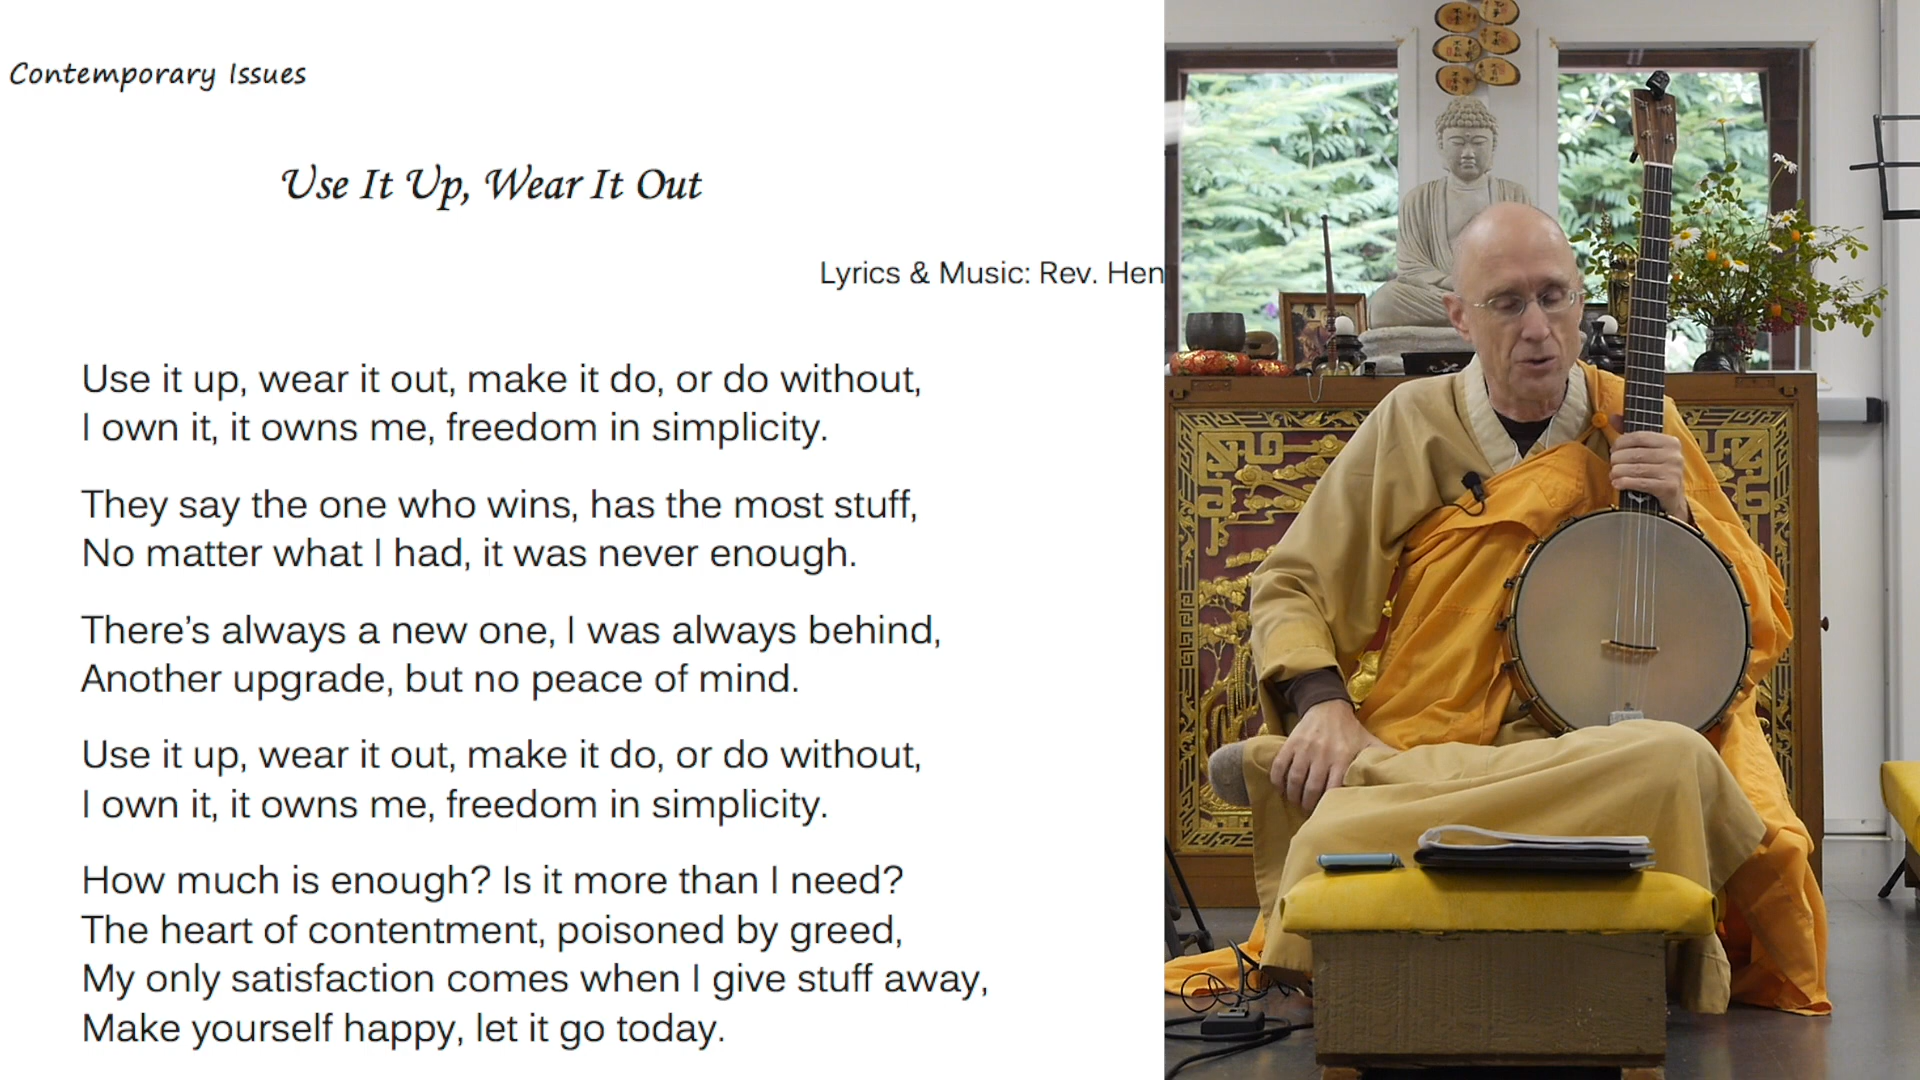 Contemporary Issues
Use It Up, Wear It Out
Lyrics & Music: Rev. Hen
Use it up, wear it out, make it do, or do without,
I own it, it owns me, freedom in simplicity.
They say the one who wins, has the most stuff,
No matter what I had, it was never enough.
There’s always a new one, I was always behind,
Another upgrade, but no peace of mind.
Use it up, wear it out, make it do, or do without,
I own it, it owns me, freedom in simplicity.
How much is enough? Is it more than I need?
The heart of contentment, poisoned by greed,
My only satisfaction comes when I give stuff away,
Make yourself happy, let it go today.